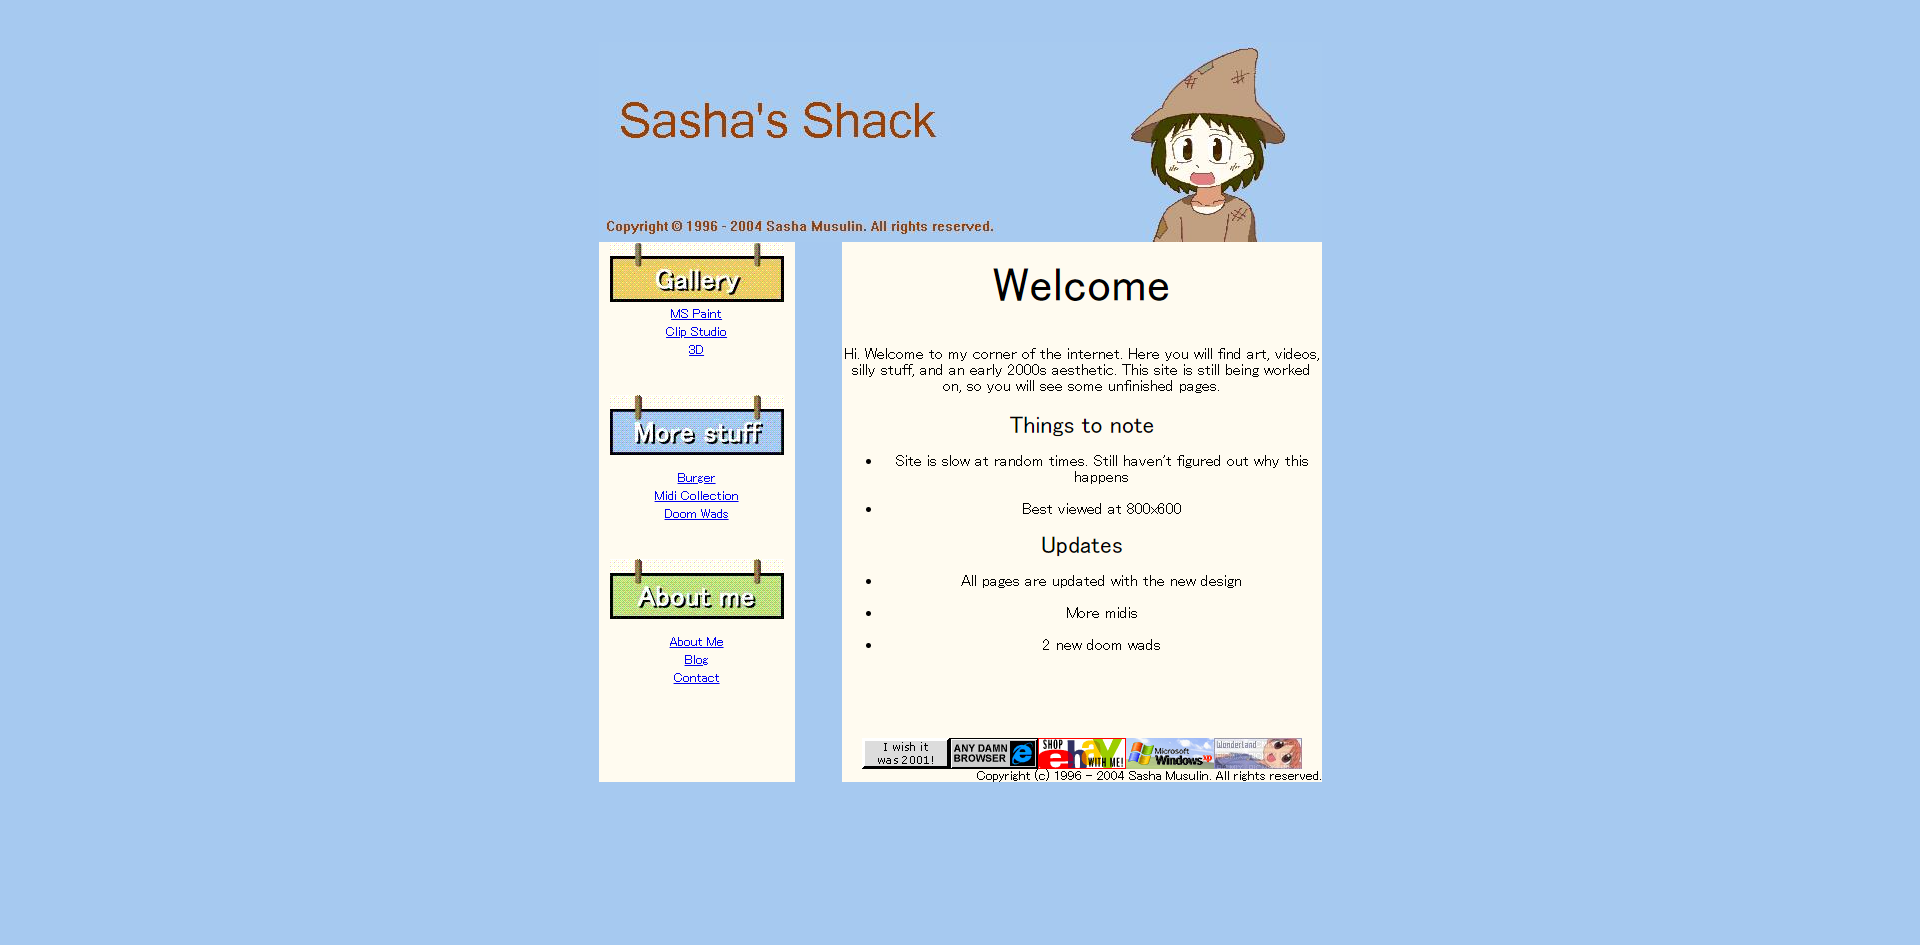 Sasha's Shack
Copyright © 1996 - 2004 Sasha Musulin. All rights reserved.
Gallery
MS Paint
Clip Studio
3D
More stuff
Burger
Midi Collection
Doom Wads
About me
About Me
Blog
Contact
Welcome
Hi. Welcome to my corner of the internet. Here you will find art, videos,
silly stuff, and an early 2000s aesthetic. This site is still being worked
on, so you will see some unfinished pages.
Things to note
Site is slow at random times. Still haven't figured out why this
happens
Best viewed at 800x600
Updates
All pages are updated with the new design
More midis
2 new doom wads
I wish it
was 2001!
ANY DAMN
BROWSER
SHOP
ebay
WITH ME!
Microsoft
Windows xp
Wonderland
Copyright (c) 1996 - 2004 Sasha Musulin. All rights reserved.